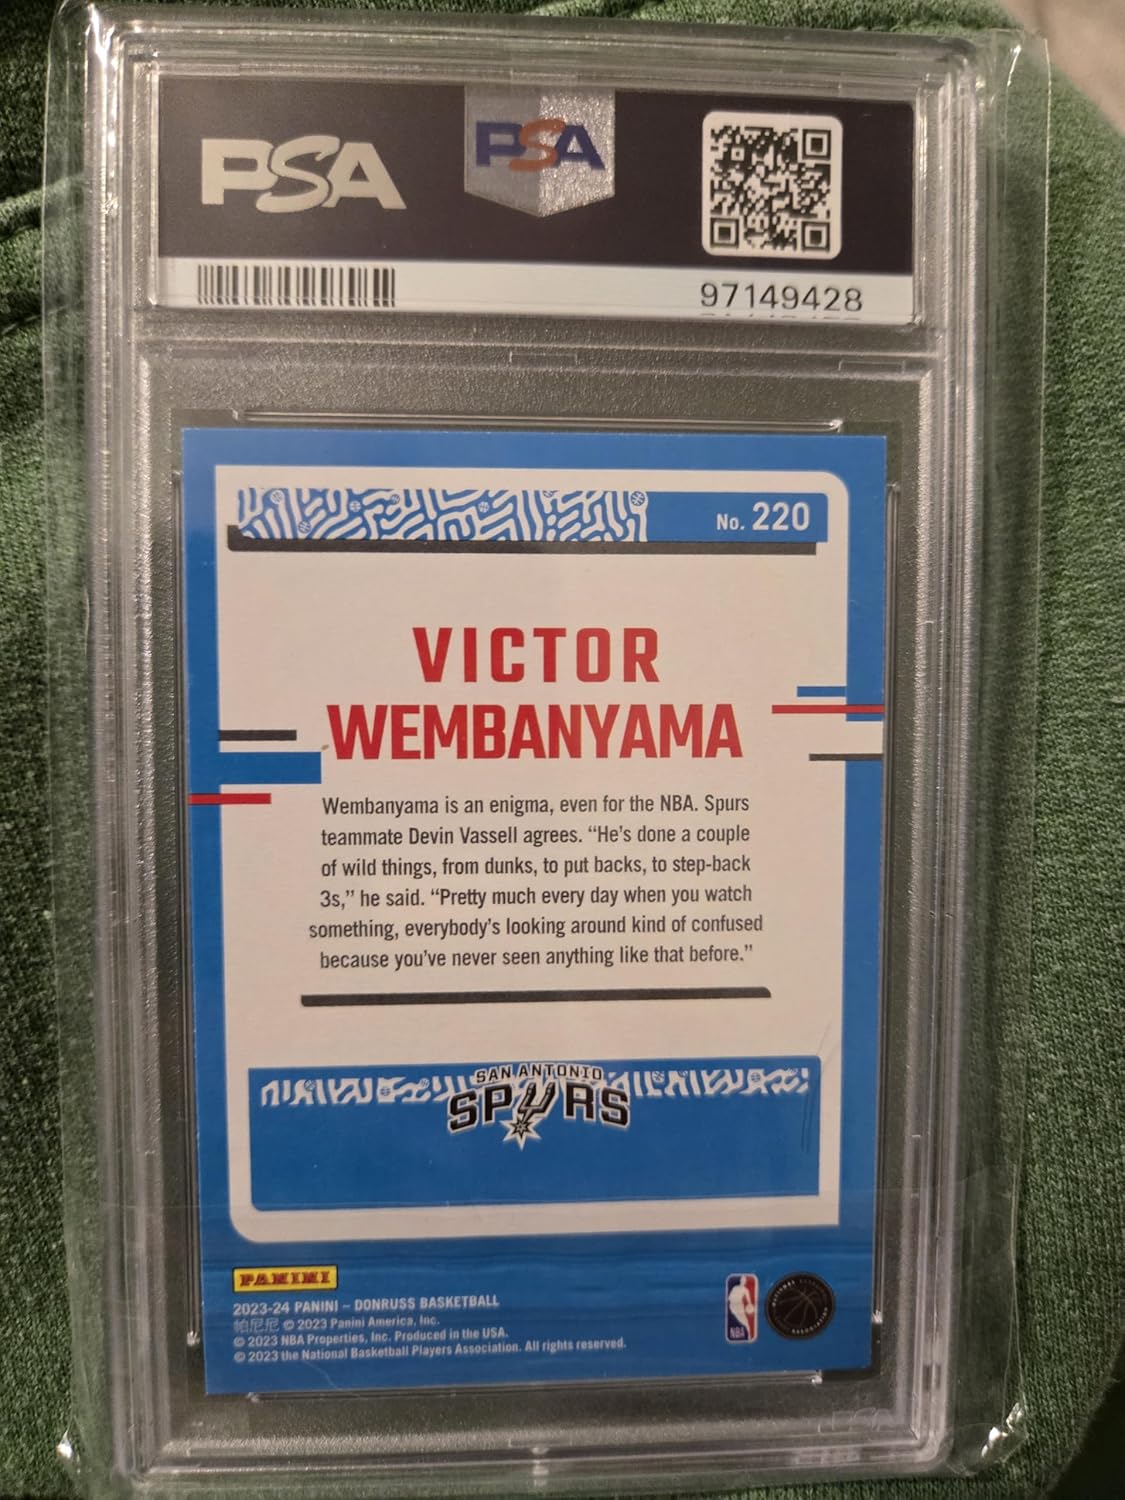 PSA
PSA
97149428
No. 220
VICTOR
WEMBANYAMA
Wembanyama is an enigma, even for the NBA. Spurs
teammate Devin Vassell agrees. “He’s done a couple
of wild things, from dunks, to put backs, to step-back
3s,” he said. “Pretty much every day when you watch
something, everybody’s looking around kind of confused
because you’ve never seen anything like that before.”
SAN ANTONIO
SPURS
PANINI
2023-24 PANINI – DONRUSS BASKETBALL
帕尼尼 © 2023 Panini America, Inc.
© 2023 NBA Properties, Inc. Produced in the USA.
© 2023 the National Basketball Players Association. All rights reserved.
NBA